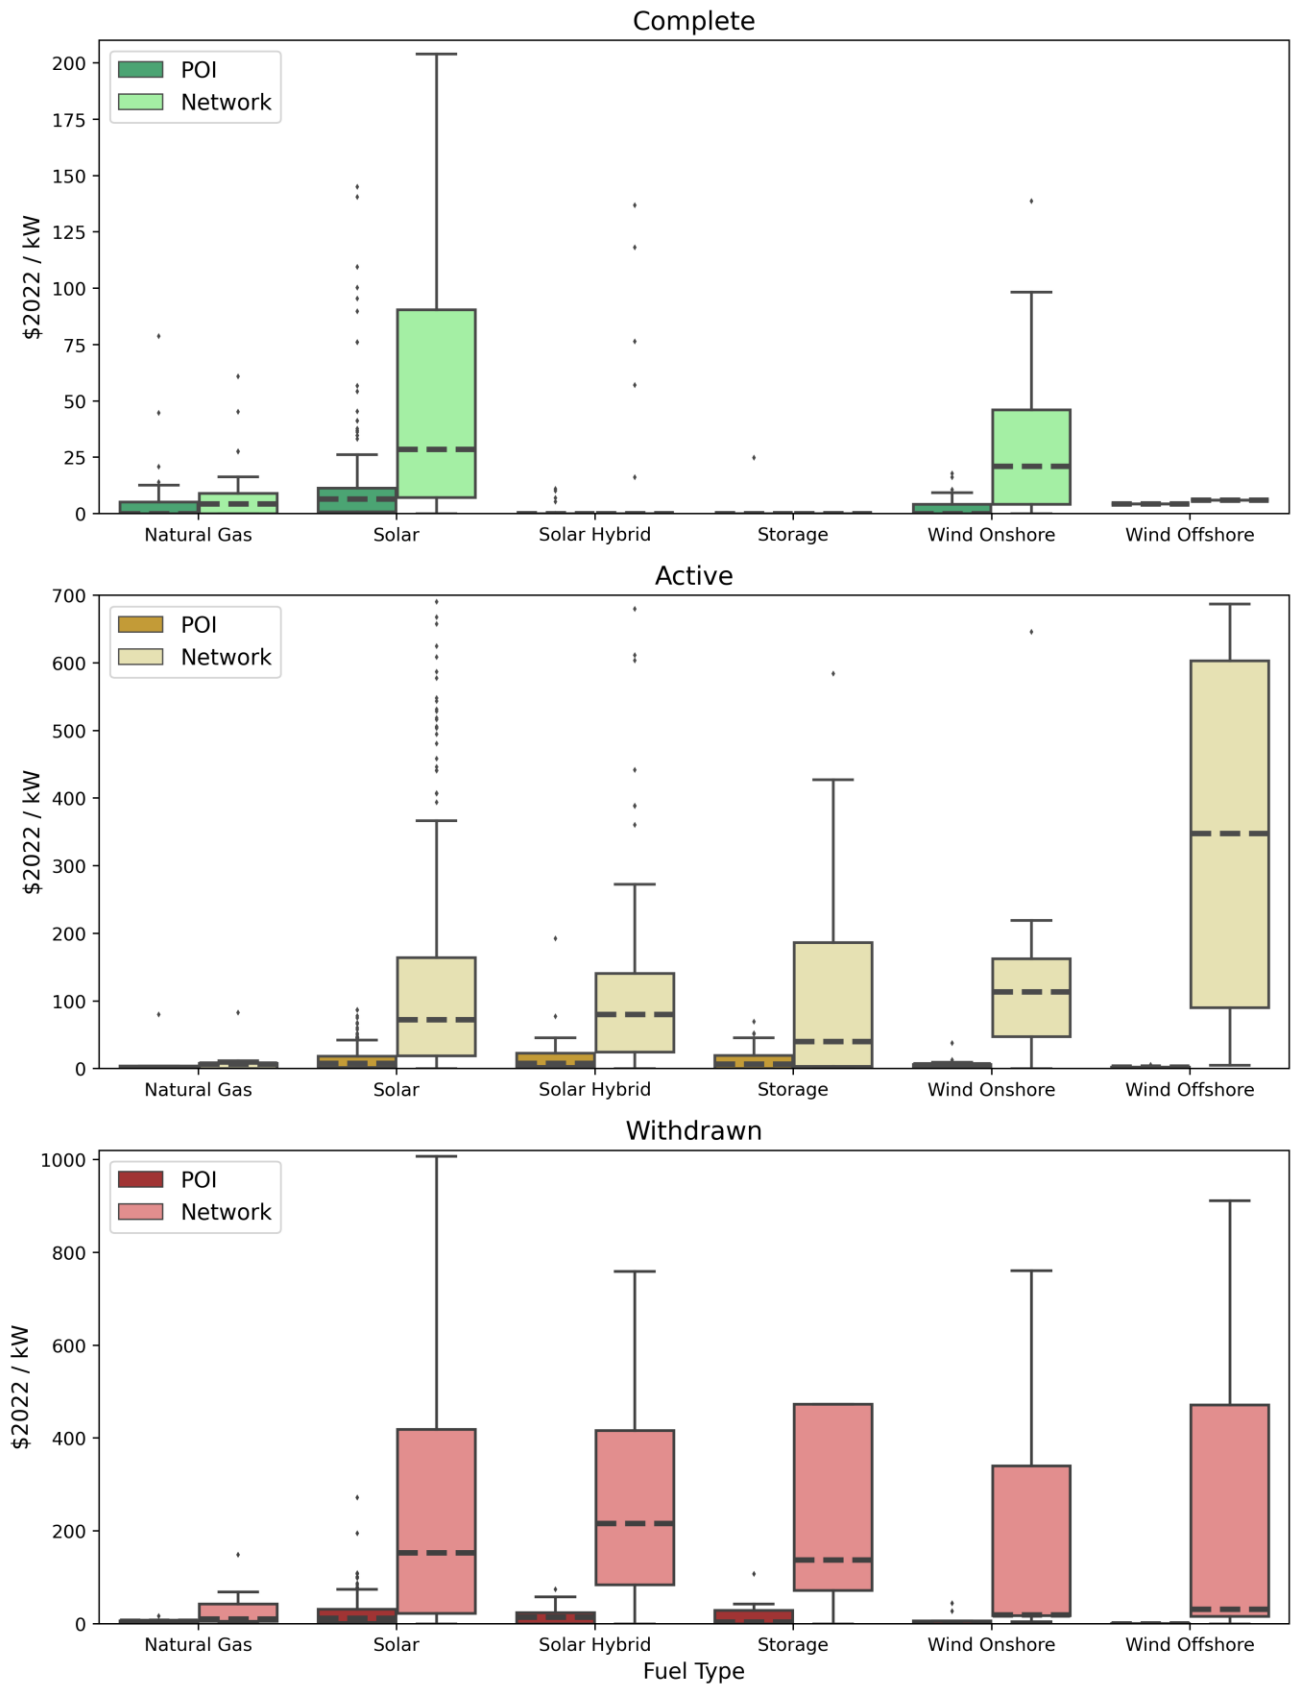 Complete
POI
Network
$2022 / kW
200
175
150
125
100
75
50
25
0
Natural Gas Solar Solar Hybrid Storage Wind Onshore Wind Offshore
Active
POI
Network
$2022 / kW
700
600
500
400
300
200
100
0
Natural Gas Solar Solar Hybrid Storage Wind Onshore Wind Offshore
Withdrawn
POI
Network
$2022 / kW
1000
800
600
400
200
0
Natural Gas Solar Solar Hybrid Storage Wind Onshore Wind Offshore
Fuel Type